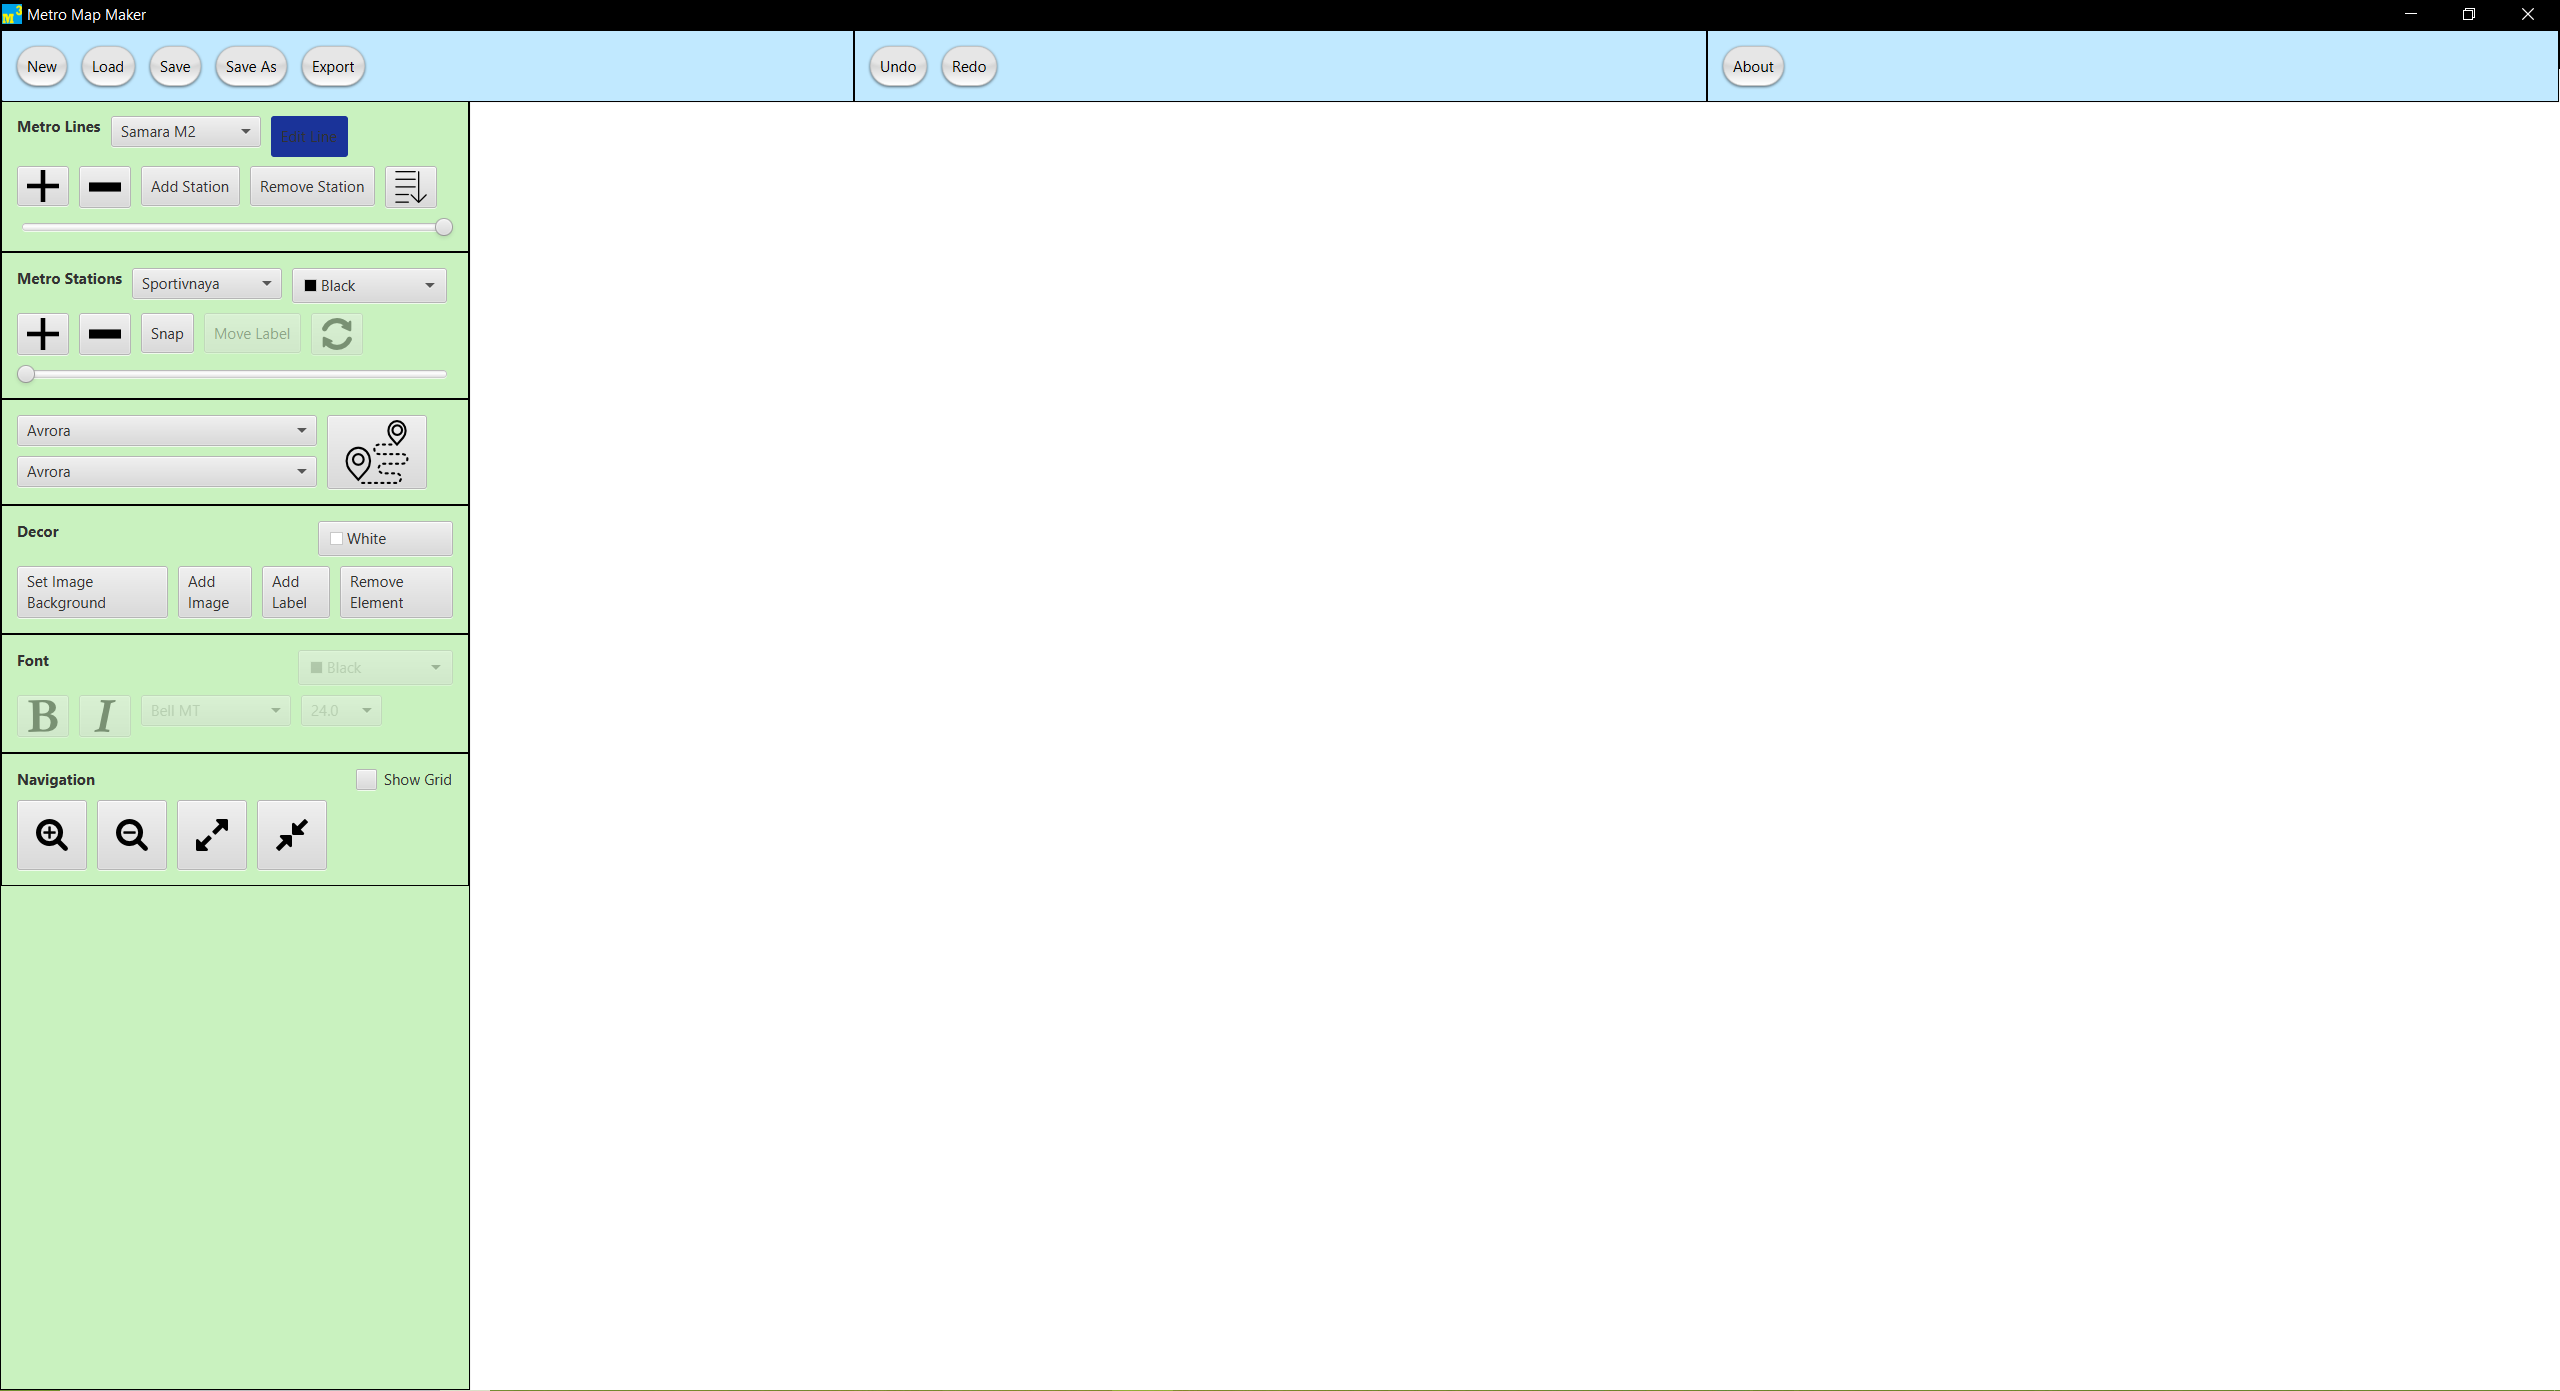 M3 Metro Map Maker
New Load Save Save As Export Undo Redo About
Metro Lines Samara M2 Edit Line
Add Station Remove Station
Metro Stations Sportivnaya Black
Snap Move Label
Avrora
Avrora
Decor White
Set Image Background
Add Image
Add Label
Remove Element
Font Black
B I Bell MT 24.0
Navigation Show Grid